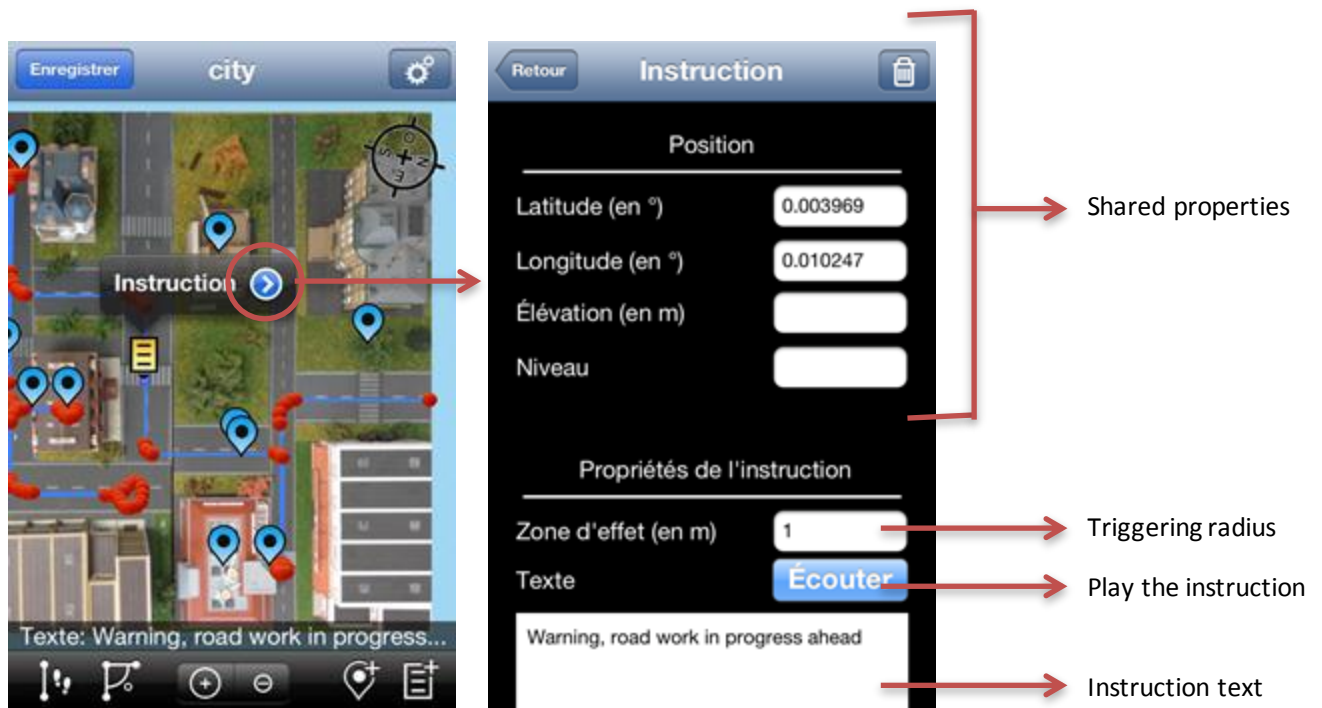 Enregistrer
city
O
N
S
E
Instruction
Texte: Warning, road work in progress...
Retour
Instruction
Position
Latitude (en °)
0.003969
Longitude (en °)
0.010247
Élévation (en m)
Niveau
Propriétés de l'instruction
Zone d'effet (en m)
1
Texte
Écouter
Warning, road work in progress ahead
Shared properties
Triggering radius
Play the instruction
Instruction text